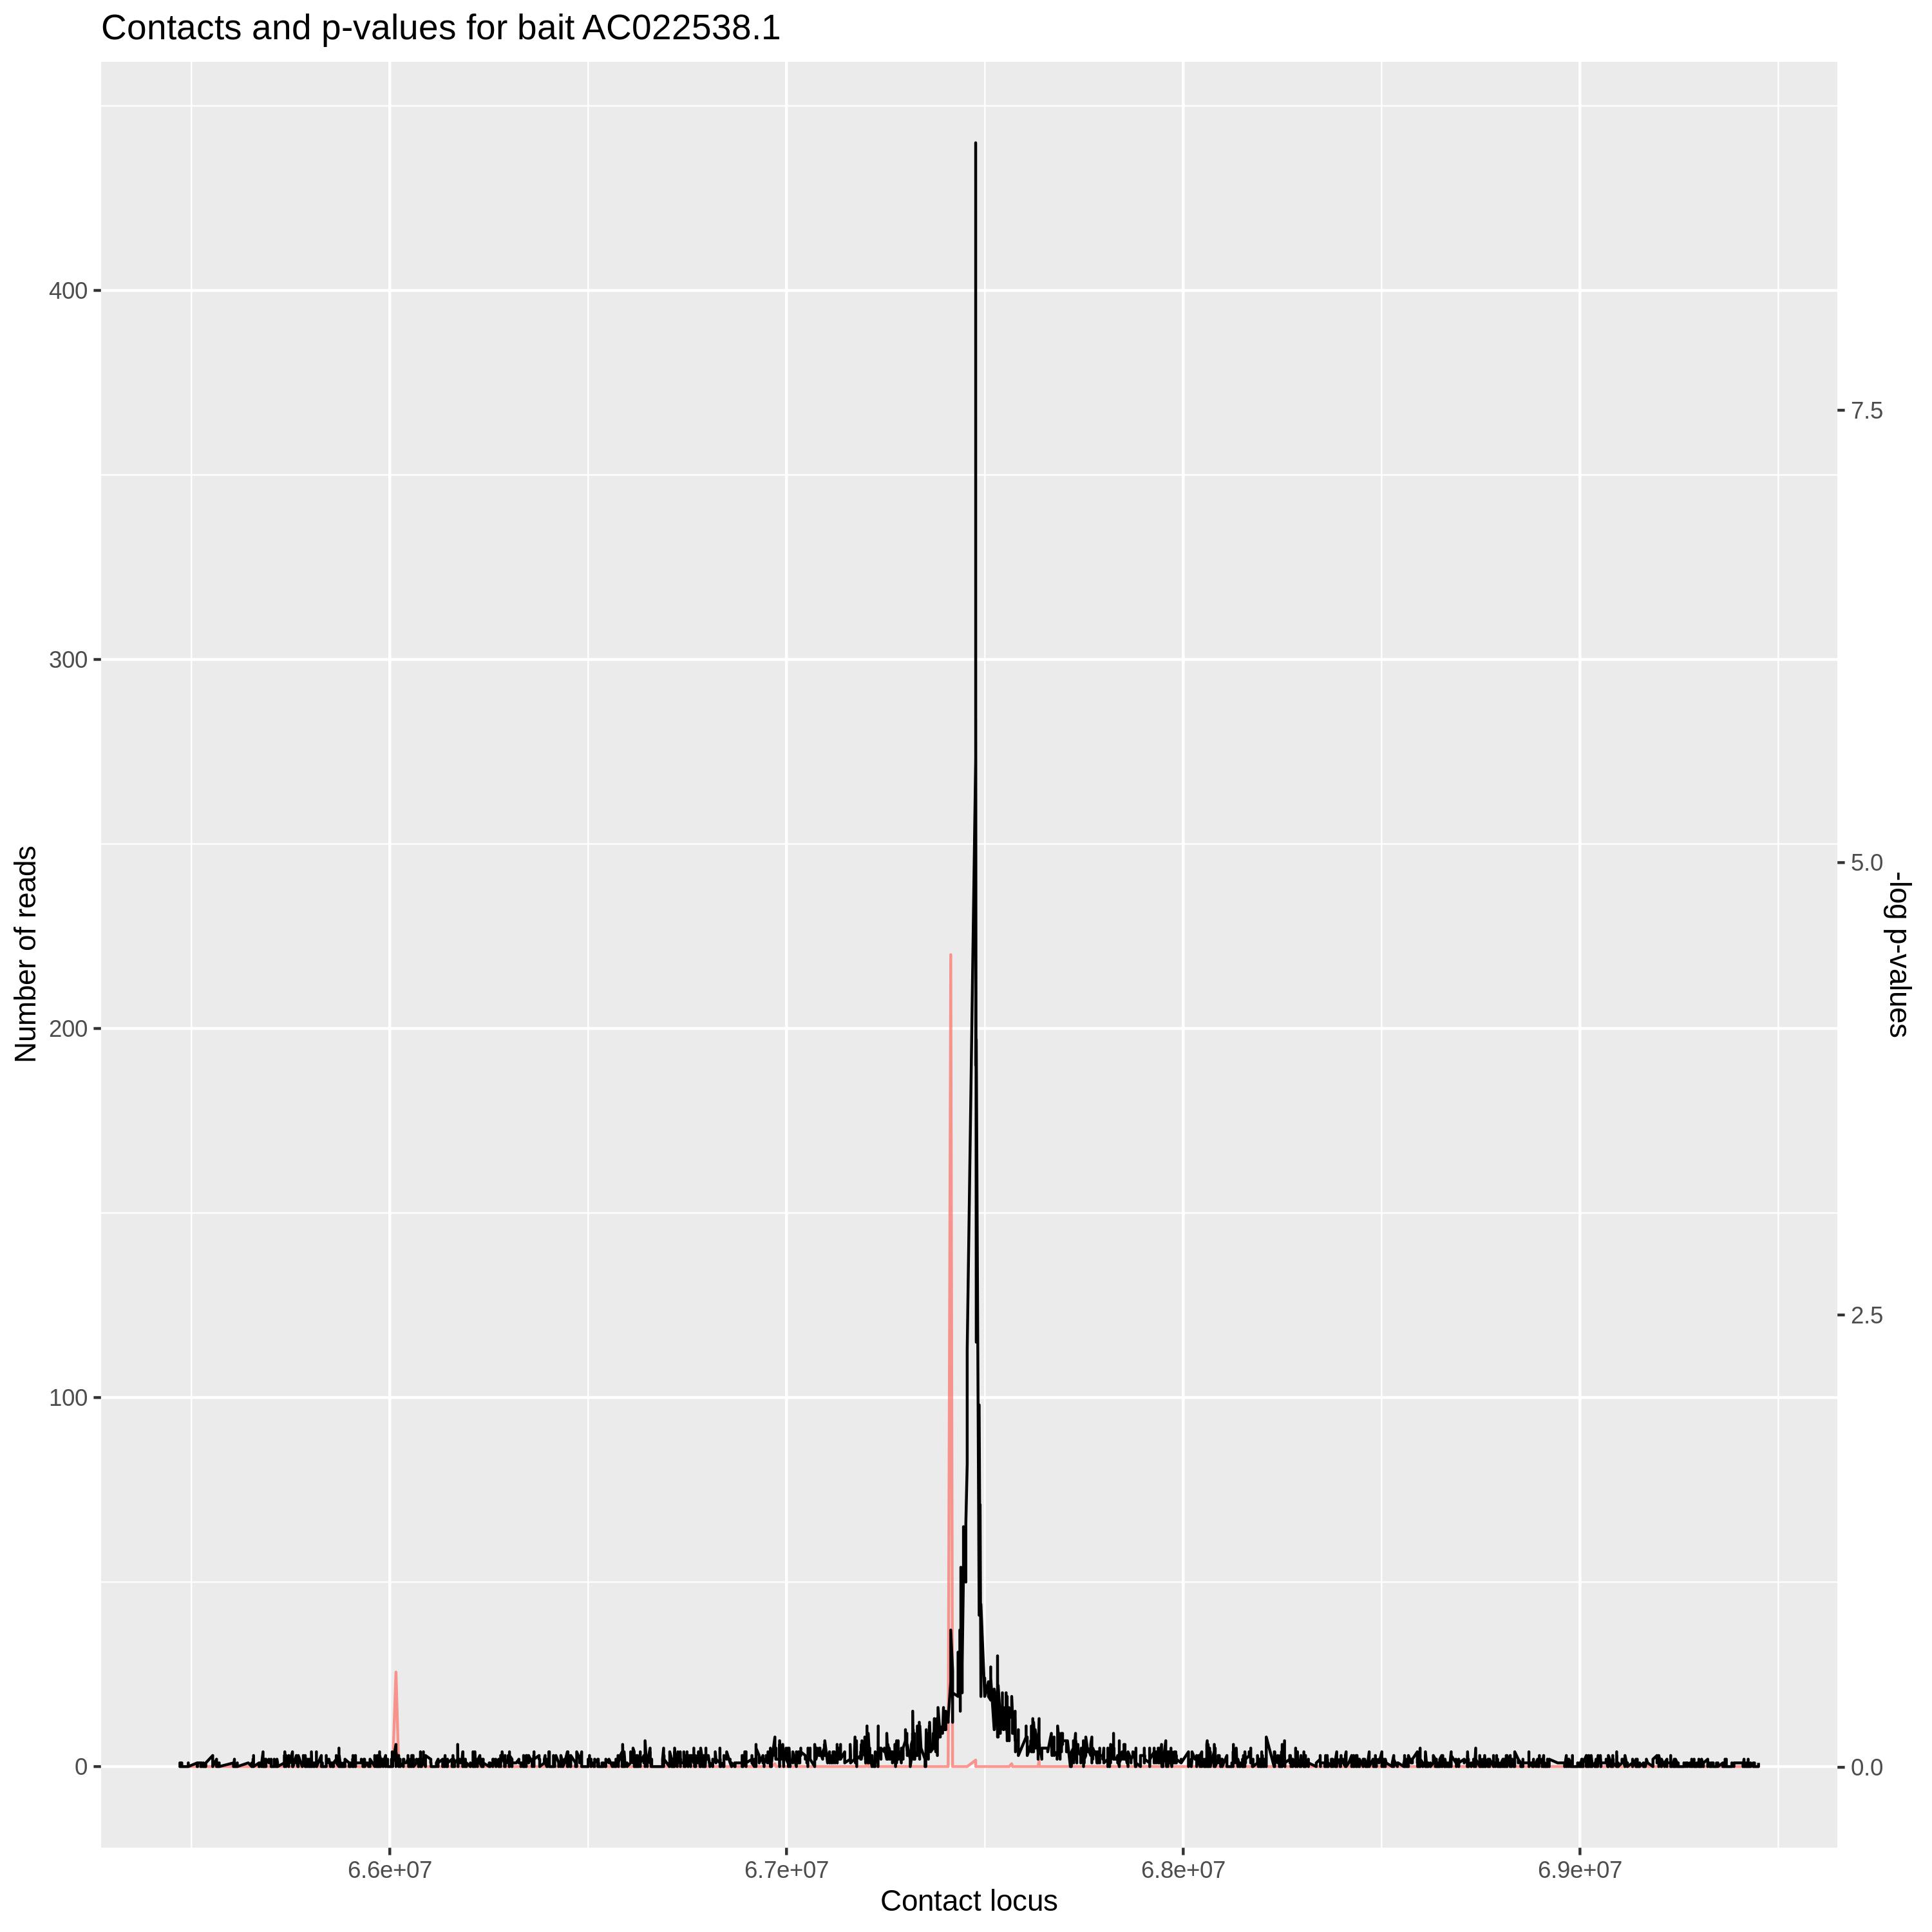 Contacts and p-values for bait AC022538.1
400
300
200
100
0
Number of reads
7.5
5.0
2.5
0.0
-log p-values
6.6e+07
6.7e+07
6.8e+07
6.9e+07
Contact locus